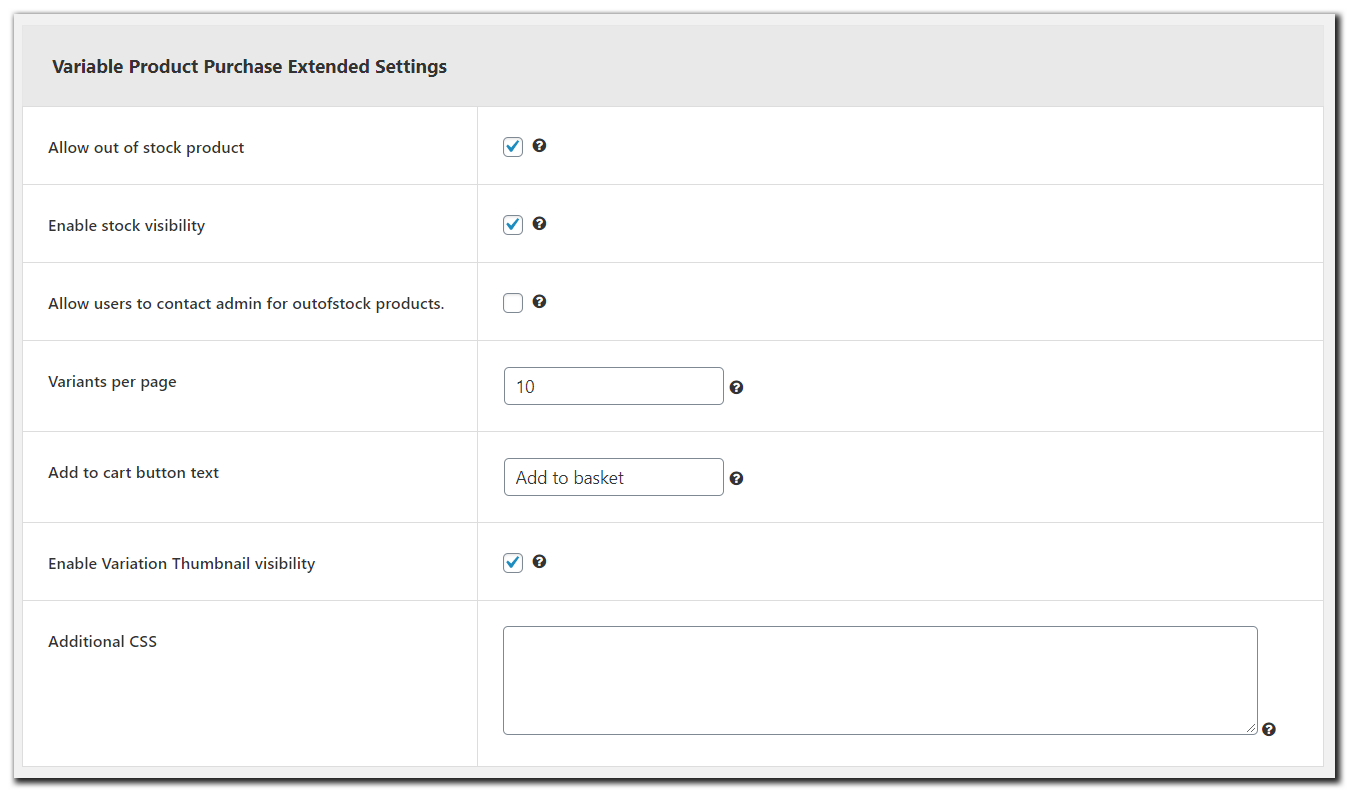 Variable Product Purchase Extended Settings
Allow out of stock product
Enable stock visibility
Allow users to contact admin for outofstock products.
Variants per page
10
Add to cart button text
Add to basket
Enable Variation Thumbnail visibility
Additional CSS